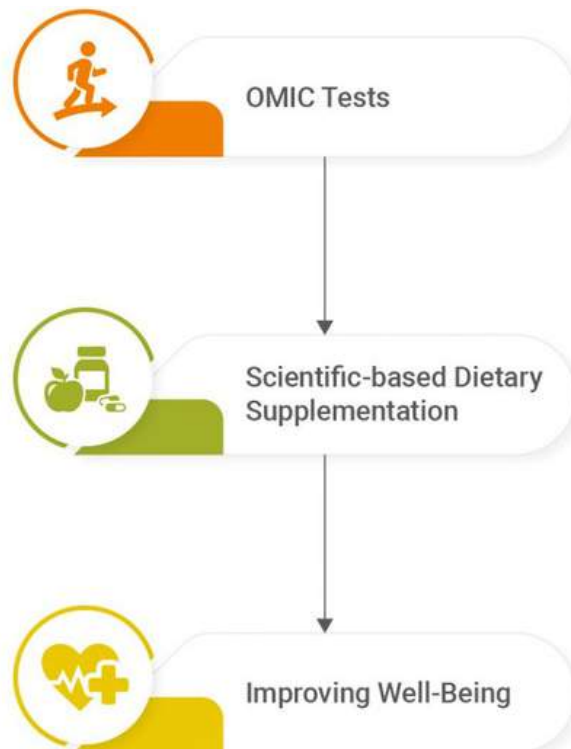 OMIC Tests
Scientific-based Dietary
Supplementation
Improving Well-Being